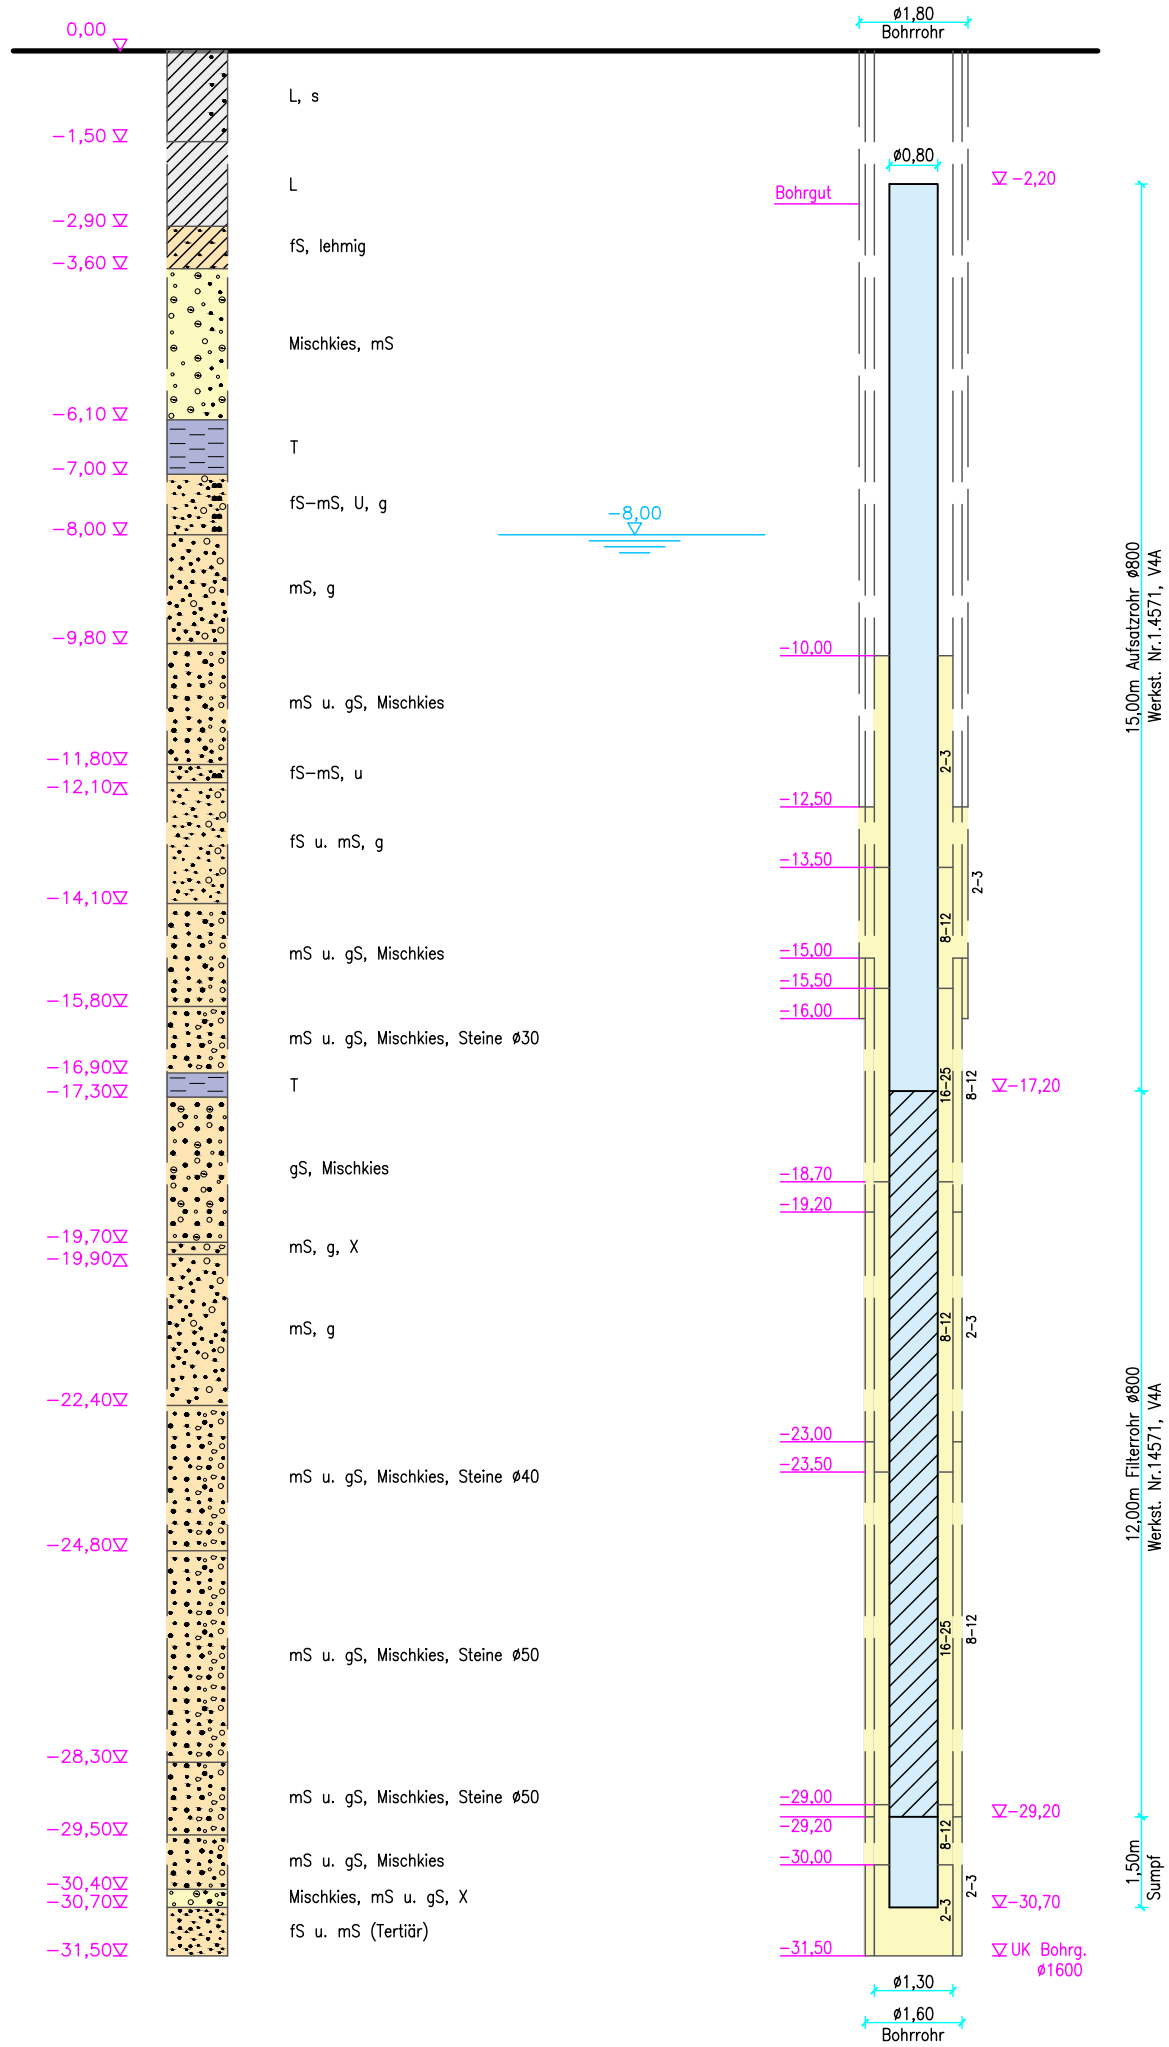 0,00
ø1,80
Bohrrohr
L, s
-1,50
ø0,80
L
Bohrgut
-2,20
-2,90
fS, lehmig
-3,60
Mischkies, mS
-6,10
T
-7,00
fS-mS, U, g
-8,00
-8,00
mS, g
-9,80
-10,00
15,00m Aufsatzrohr ø800
Werkst. Nr.1.4571, V4A
mS u. gS, Mischkies
-11,80
2-3
fS-mS, u
-12,10
-12,50
fS u. mS, g
-13,50
2-3
-14,10
8-12
mS u. gS, Mischkies
-15,00
-15,50
-15,80
-16,00
mS u. gS, Mischkies, Steine ø30
-16,90
T
-17,30
16-25
8-12
-17,20
gS, Mischkies
-18,70
-19,20
-19,70
mS, g, X
-19,90
mS, g
8-12
2-3
-22,40
12,00m Filterrohr ø800
Werkst. Nr.14571, V4A
-23,00
-23,50
mS u. gS, Mischkies, Steine ø40
-24,80
mS u. gS, Mischkies, Steine ø50
16-25
8-12
-28,30
mS u. gS, Mischkies, Steine ø50
-29,00
-29,20
-29,20
-29,50
8-12
mS u. gS, Mischkies
-30,00
1,50m
Sumpf
-30,40
2-3
Mischkies, mS u. gS, X
-30,70
2-3
-30,70
fS u. mS (Tertiär)
-31,50
-31,50
UK Bohrg.
ø1600
ø1,30
ø1,60
Bohrrohr